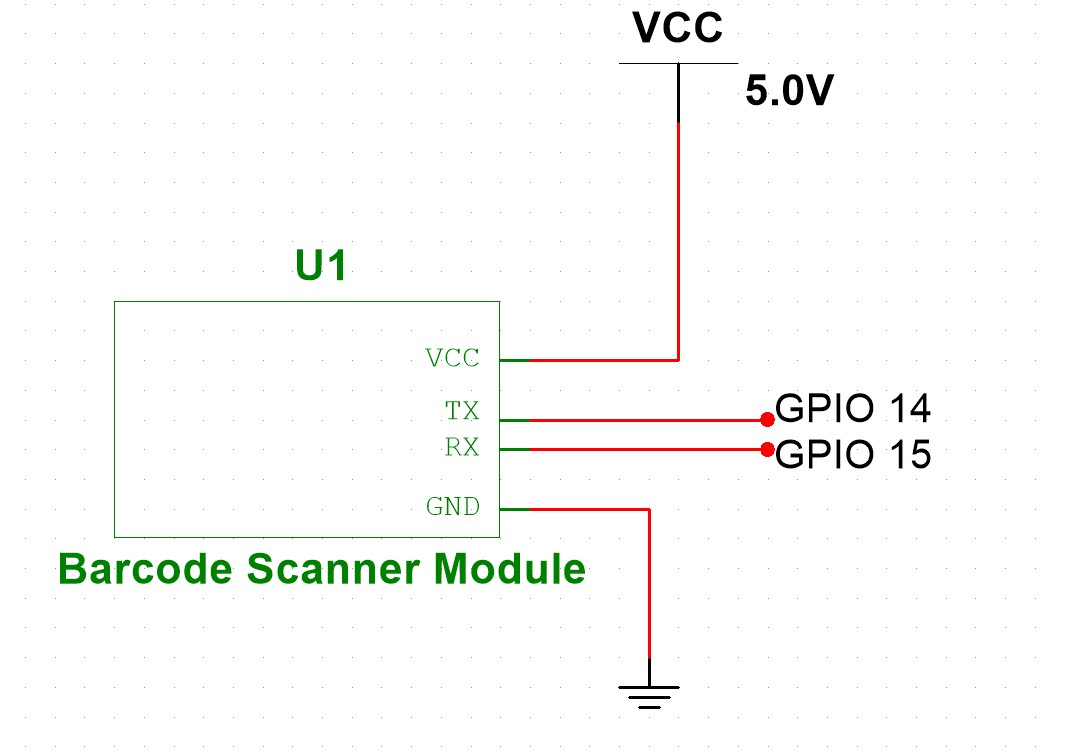 VCC
5.0V
U1
VCC
TX
GPIO 14
RX
GPIO 15
GND
Barcode Scanner Module